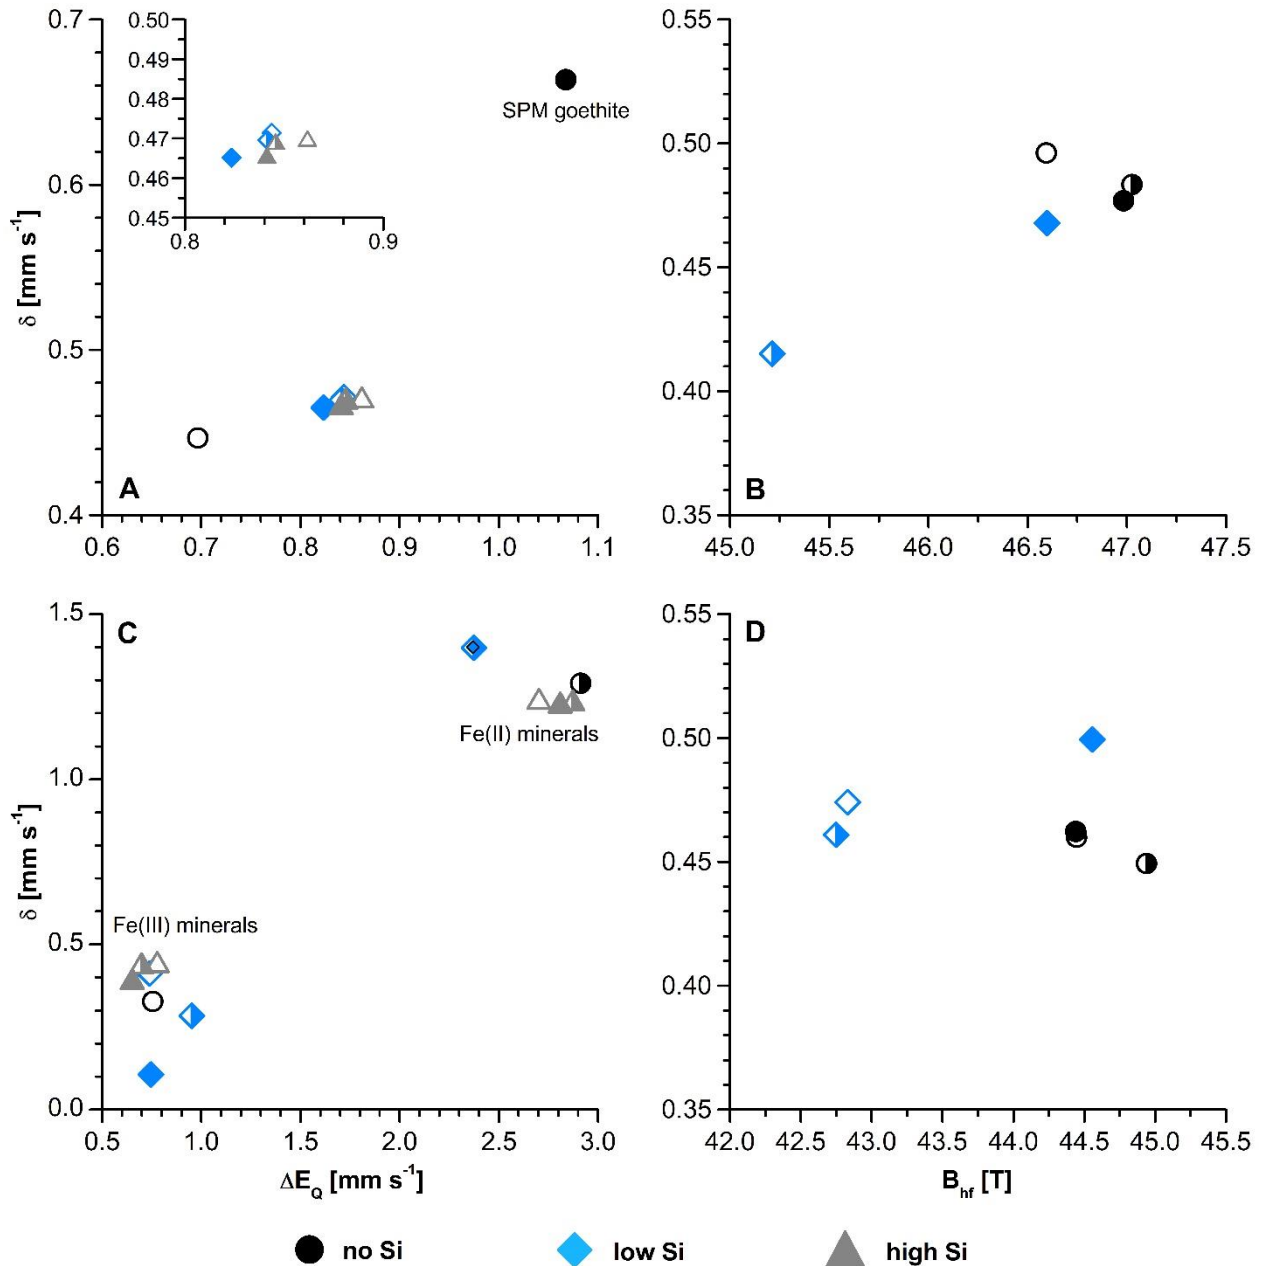 0.7
0.6
0.5
0.4
δ [mm s⁻¹]
0.50
0.49
0.48
0.47
0.46
0.45
0.8 0.9
SPM goethite
A
0.6 0.7 0.8 0.9 1.0 1.1
0.55
0.50
0.45
0.40
0.35
B
45.0 45.5 46.0 46.5 47.0 47.5
1.5
1.0
0.5
0.0
δ [mm s⁻¹]
C
Fe(II) minerals
Fe(III) minerals
0.5 1.0 1.5 2.0 2.5 3.0
ΔE_Q [mm s⁻¹]
0.55
0.50
0.45
0.40
0.35
D
42.0 42.5 43.0 43.5 44.0 44.5 45.0 45.5
B_hf [T]
no Si low Si high Si